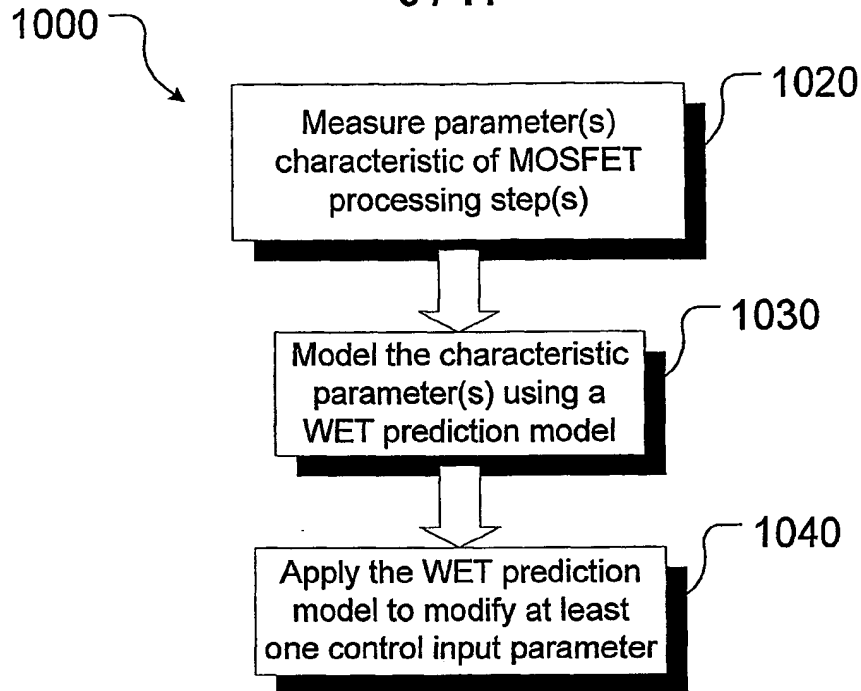 1000
1020
Measure parameter(s)
characteristic of MOSFET
processing step(s)
1030
Model the characteristic
parameter(s) using a
WET prediction model
1040
Apply the WET prediction
model to modify at least
one control input parameter